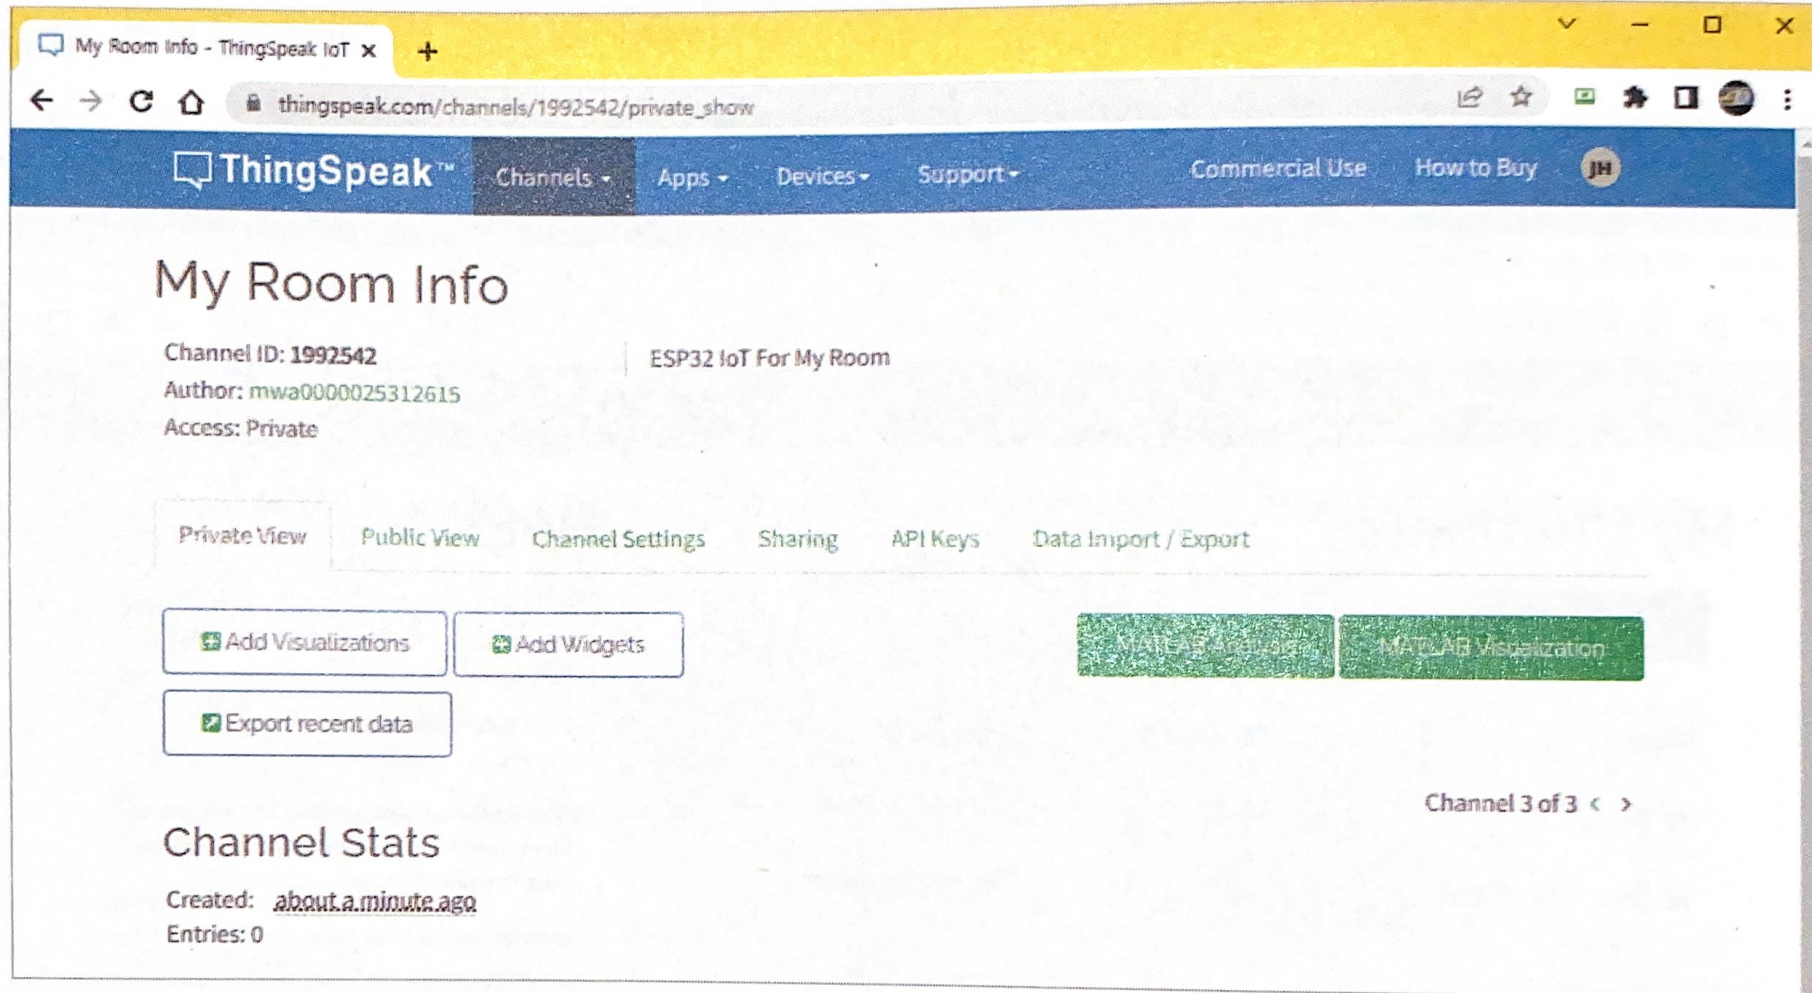 My Room Info - ThingSpeak IoT
thingspeak.com/channels/1992542/private_show
ThingSpeak™ Channels Apps Devices Support Commercial Use How to Buy JH
My Room Info
Channel ID: 1992542 ESP32 IoT For My Room
Author: mwa0000025312615
Access: Private
Private View Public View Channel Settings Sharing API Keys Data Import / Export
Add Visualizations Add Widgets MATLAB Analysis MATLAB Visualization
Export recent data
Channel 3 of 3 < >
Channel Stats
Created: about a minute ago
Entries: 0